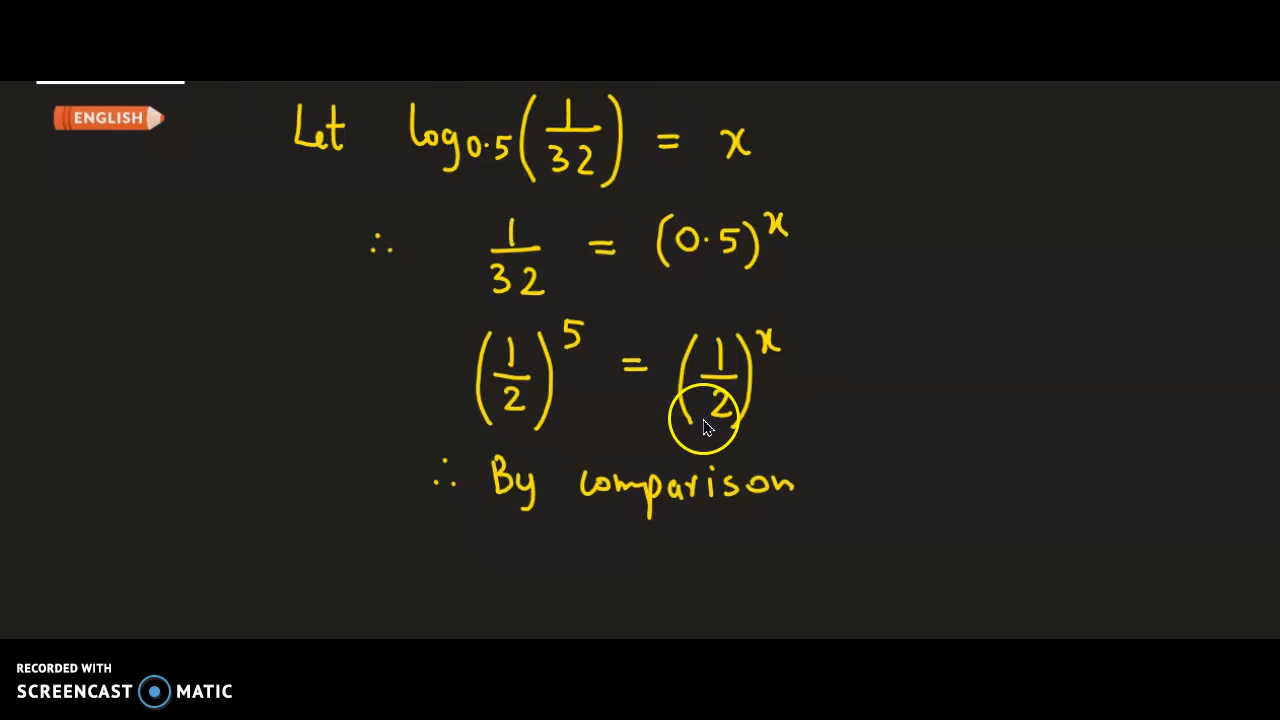 ENGLISH
Let log0.5(1/32) = x
∴ 1/32 = (0.5)^x
(1/2)^5 = (1/2)^x
∴ By comparison
RECORDED WITH
SCREENCAST MATIC